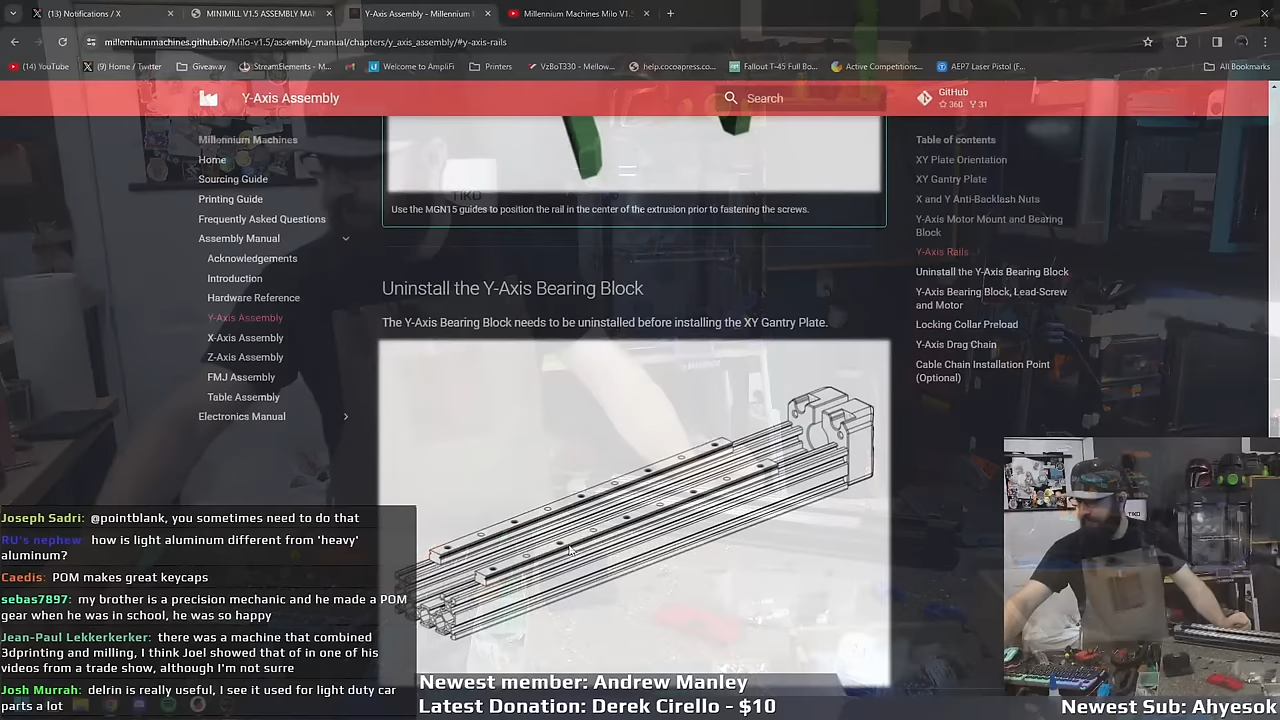 (13) Notifications / X
MINIMILL V1.5 ASSEMBLY MAN
Y-Axis Assembly - Millennium
Millennium Machines Milo V1.
millenniummachines.github.io/Milo-v1.5/assembly_manual/chapters/y_axis_assembly/#y-axis-rails
(14) YouTube
(9) Home / Twitter
Giveaway
StreamElements - M...
Welcome to AmpliFi
Printers
VzBoT330 - Mellow...
help.cocoapress.co...
Fallout T-45 Full Bo...
Active Competitions...
AEP7 Laser Pistol (F...
All Bookmarks
Y-Axis Assembly
Search
GitHub
360 31
Millennium Machines
Home
Sourcing Guide
Printing Guide
Frequently Asked Questions
Assembly Manual
Acknowledgements
Introduction
Hardware Reference
Y-Axis Assembly
X-Axis Assembly
Z-Axis Assembly
FMJ Assembly
Table Assembly
Electronics Manual
TIKO
Use the MGN15 guides to position the rail in the center of the extrusion prior to fastening the screws.
Uninstall the Y-Axis Bearing Block
The Y-Axis Bearing Block needs to be uninstalled before installing the XY Gantry Plate.
Table of contents
XY Plate Orientation
XY Gantry Plate
X and Y Anti-Backlash Nuts
Y-Axis Motor Mount and Bearing
Block
Y-Axis Rails
Uninstall the Y-Axis Bearing Block
Y-Axis Bearing Block, Lead-Screw
and Motor
Locking Collar Preload
Y-Axis Drag Chain
Cable Chain Installation Point
(Optional)
Joseph Sadri: @pointblank, you sometimes need to do that
RU's nephew how is light aluminum different from 'heavy'
aluminum?
Caedis: POM makes great keycaps
sebas7897: my brother is a precision mechanic and he made a POM
gear when he was in school, he was so happy
Jean-Paul Lekkerkerker: there was a machine that combined
3dprinting and milling, I think Joel showed that of in one of his
videos from a trade show, although I'm not surre
Josh Murrah: delrin is really useful, I see it used for light duty car
parts a lot
TIKO
Newest member: Andrew Manley
Latest Donation: Derek Cirello - $10
Newest Sub: Ahyesok